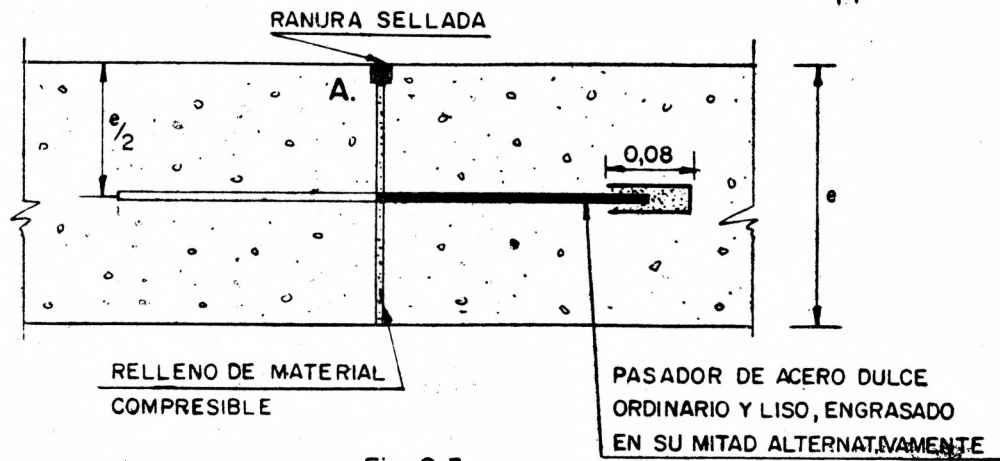 RANURA SELLADA
A.
e/2
0,08
e
RELLENO DE MATERIAL
COMPRESIBLE
PASADOR DE ACERO DULCE
ORDINARIO Y LISO, ENGRASADO
EN SU MITAD ALTERNATIVAMENTE